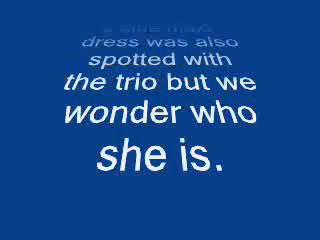 dress was also
spotted with
the trio but we
wonder who
she is.